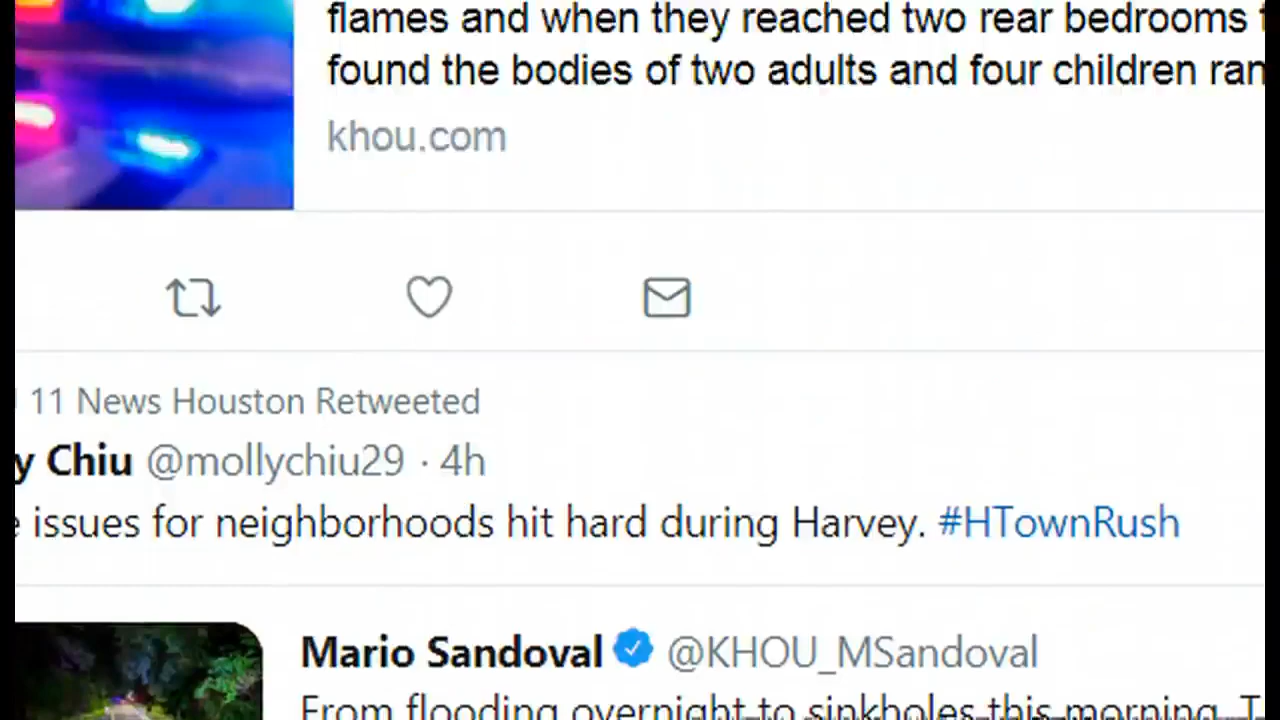 flames and when they reached two rear bedrooms
found the bodies of two adults and four children
khou.com
11 News Houston Retweeted
Chiu @mollychiu29 · 4h
issues for neighborhoods hit hard during Harvey. #HTownRush
Mario Sandoval @KHOU_MSandoval
From flooding overnight to sinkholes this morning.